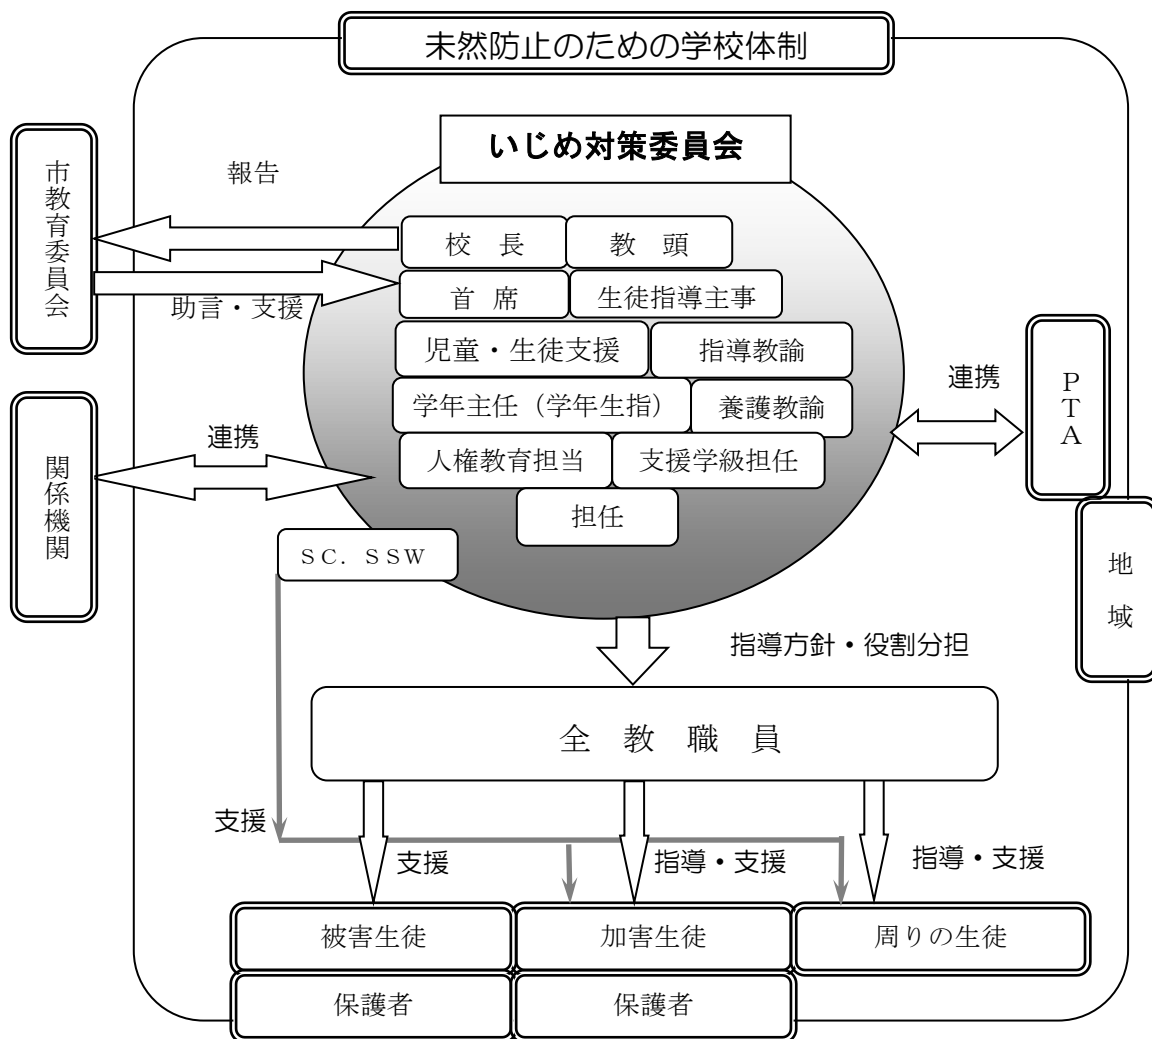 未然防止のための学校体制
いじめ対策委員会
市教育委員会
報告
助言・支援
校　長
教　頭
首　席
生徒指導主事
児童・生徒支援
指導教諭
学年主任（学年生指）
養護教諭
人権教育担当
支援学級担任
担任
ＳＣ．ＳＳＷ
関係機関
連携
連携
ＰＴＡ
地　域
指導方針・役割分担
全　教　職　員
支援
支援
指導・支援
指導・支援
被害生徒
加害生徒
周りの生徒
保護者
保護者